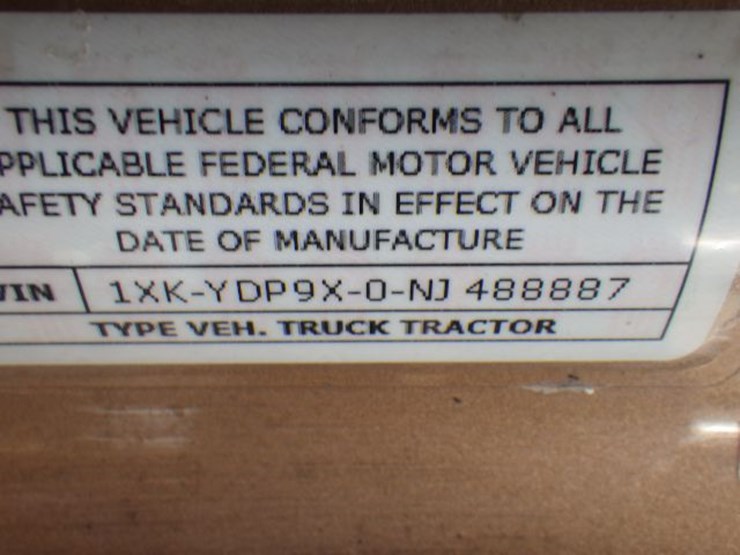 THIS VEHICLE CONFORMS TO ALL
PPLICABLE FEDERAL MOTOR VEHICLE
AFETY STANDARDS IN EFFECT ON THE
DATE OF MANUFACTURE
VIN 1XK-YDP9X-0-NJ 488887
TYPE VEH. TRUCK TRACTOR